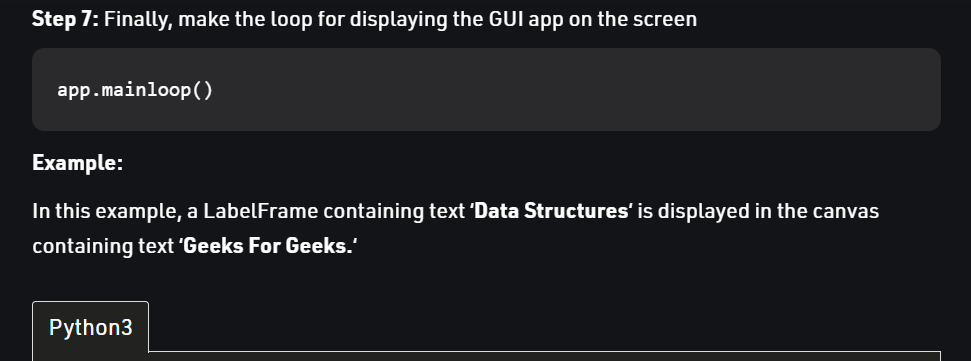 Step 7: Finally, make the loop for displaying the GUI app on the screen
app.mainloop()
Example:
In this example, a LabelFrame containing text ‘Data Structures’ is displayed in the canvas
containing text ‘Geeks For Geeks.‘
Python3